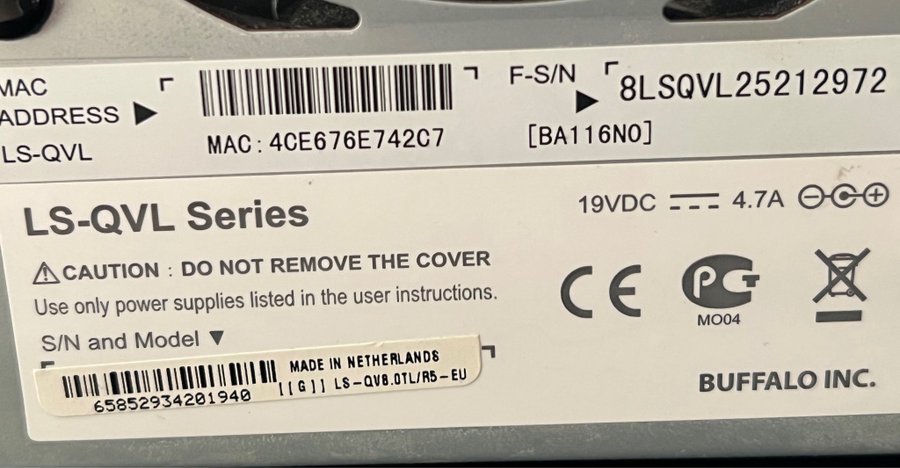 MAC
ADDRESS ▶
LS-QVL
MAC : 4CE676E742C7
F-S/N ▶ 8LSQVL25212972
[BA116N0]
LS-QVL Series
19VDC 4.7A
⚠CAUTION : DO NOT REMOVE THE COVER
Use only power supplies listed in the user instructions.
S/N and Model ▼
65852934201940
MADE IN NETHERLANDS
[[G]] LS-QV8.0TL/R5-EU
CE
PCT
MO04
BUFFALO INC.